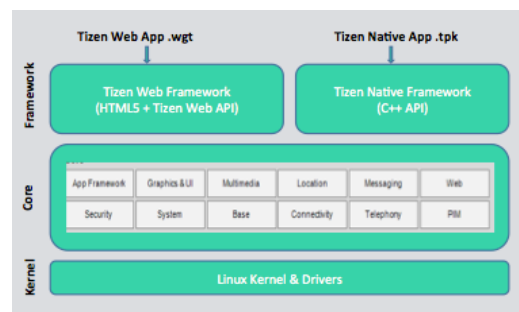 Tizen Web App .wgt
Tizen Native App .tpk
Framework
Tizen Web Framework
(HTML5 + Tizen Web API)
Tizen Native Framework
(C++ API)
Core
App Framework
Graphics & UI
Multimedia
Location
Messaging
Web
Security
System
Base
Connectivity
Telephony
PIM
Kernel
Linux Kernel & Drivers